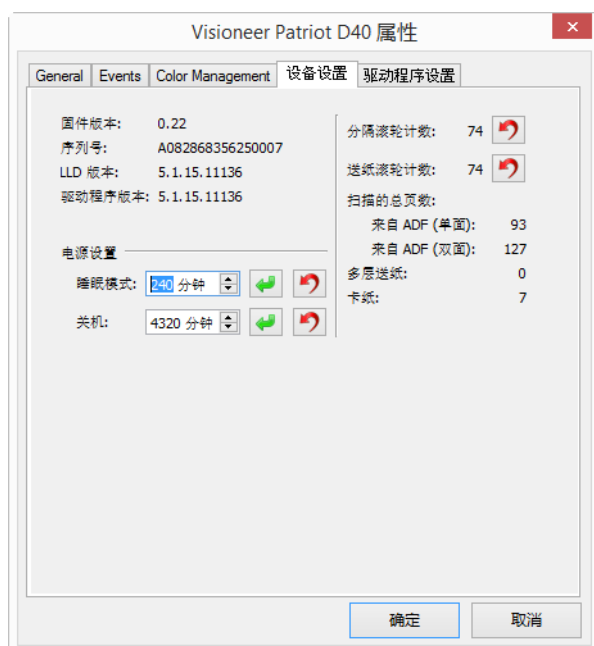 Visioneer Patriot D40 属性
General Events Color Management 设备设置 驱动程序设置
固件版本: 0.22
序列号: A082868356250007
LLD 版本: 5.1.15.11136
驱动程序版本: 5.1.15.11136
电源设置
睡眠模式: 240 分钟
关机: 4320 分钟
分隔滚轮计数: 74
送纸滚轮计数: 74
扫描的总页数:
来自 ADF (单面): 93
来自 ADF (双面): 127
多层送纸: 0
卡纸: 7
确定 取消